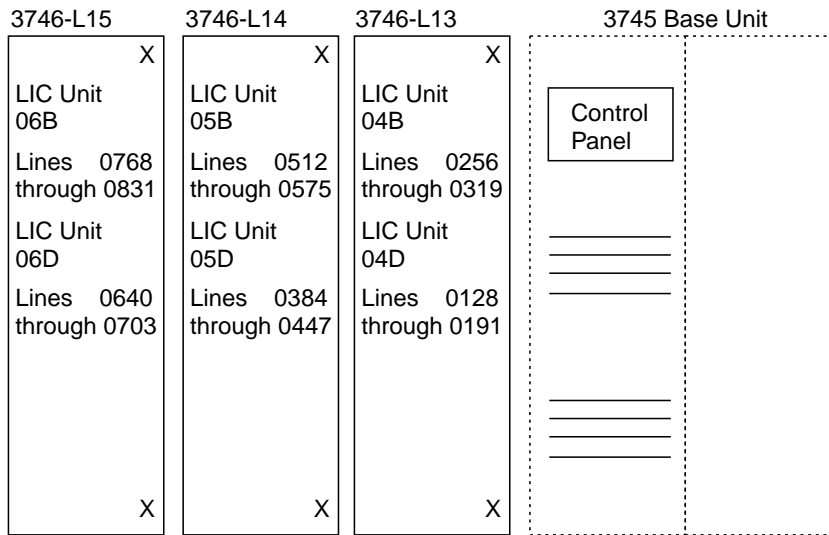 3746-L15
X
LIC Unit
06B
Lines 0768
through 0831
LIC Unit
06D
Lines 0640
through 0703
X
3746-L14
X
LIC Unit
05B
Lines 0512
through 0575
LIC Unit
05D
Lines 0384
through 0447
X
3746-L13
X
LIC Unit
04B
Lines 0256
through 0319
LIC Unit
04D
Lines 0128
through 0191
X
3745 Base Unit
Control
Panel